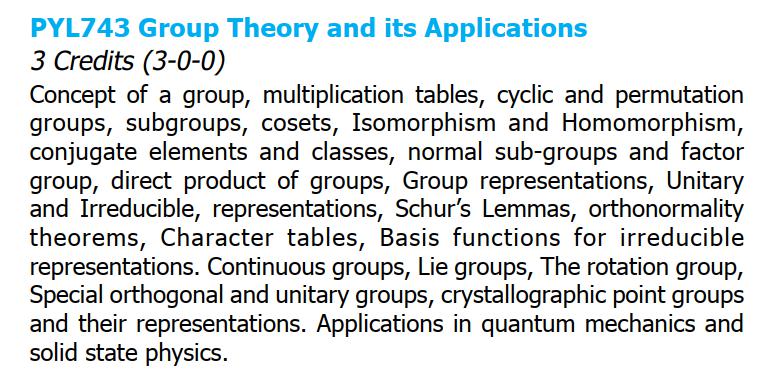 PYL743 Group Theory and its Applications
3 Credits (3-0-0)
Concept of a group, multiplication tables, cyclic and permutation
groups, subgroups, cosets, Isomorphism and Homomorphism,
conjugate elements and classes, normal sub-groups and factor
group, direct product of groups, Group representations, Unitary
and Irreducible, representations, Schur’s Lemmas, orthonormality
theorems, Character tables, Basis functions for irreducible
representations. Continuous groups, Lie groups, The rotation group,
Special orthogonal and unitary groups, crystallographic point groups
and their representations. Applications in quantum mechanics and
solid state physics.